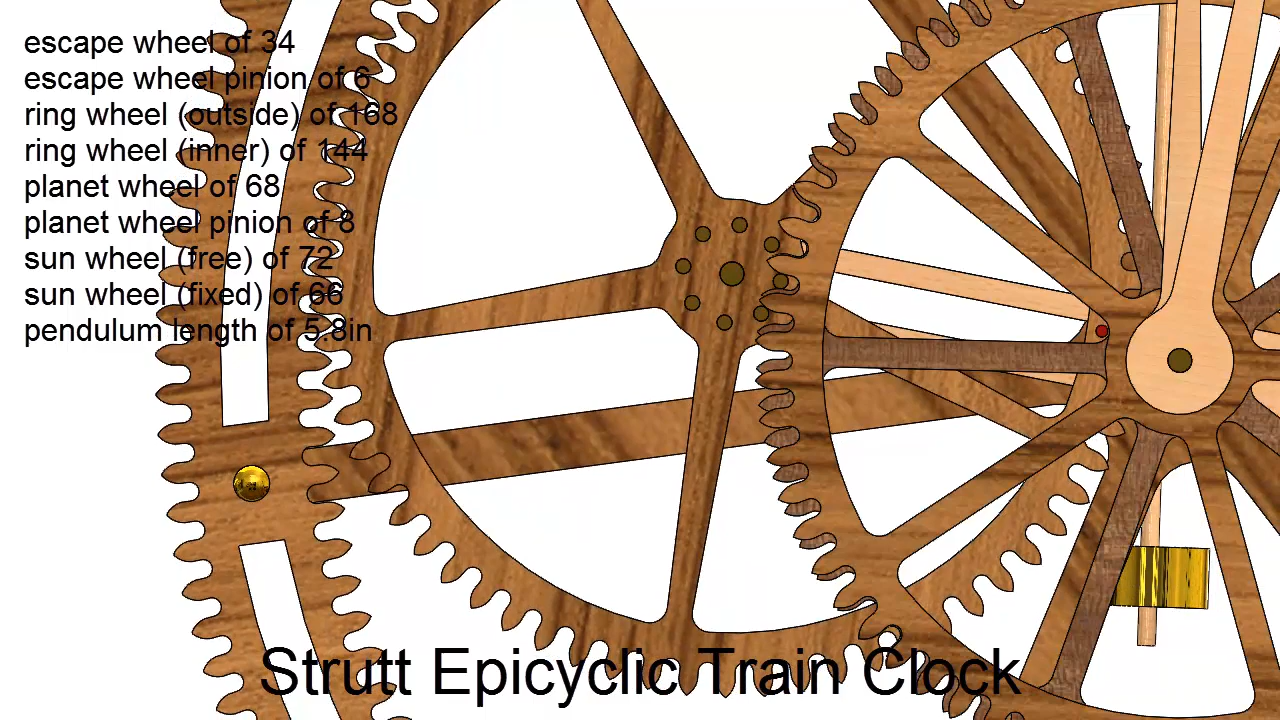 escape wheel of 34
escape wheel pinion of 6
ring wheel (outside) of 168
ring wheel (inner) of 144
planet wheel of 68
planet wheel pinion of 8
sun wheel (free) of 72
sun wheel (fixed) of 66
pendulum length of 5.8in
Strutt Epicyclic Train Clock